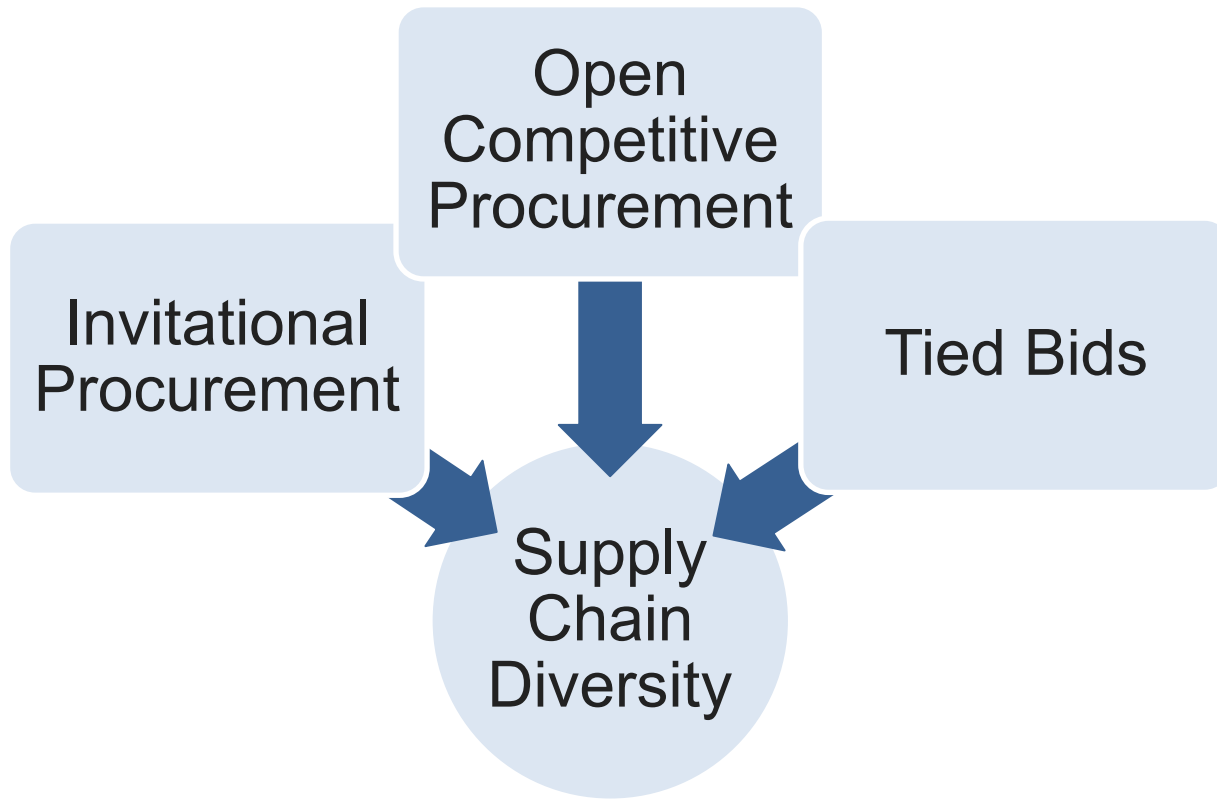 Open
Competitive
Procurement
Invitational
Procurement
Tied Bids
Supply
Chain
Diversity